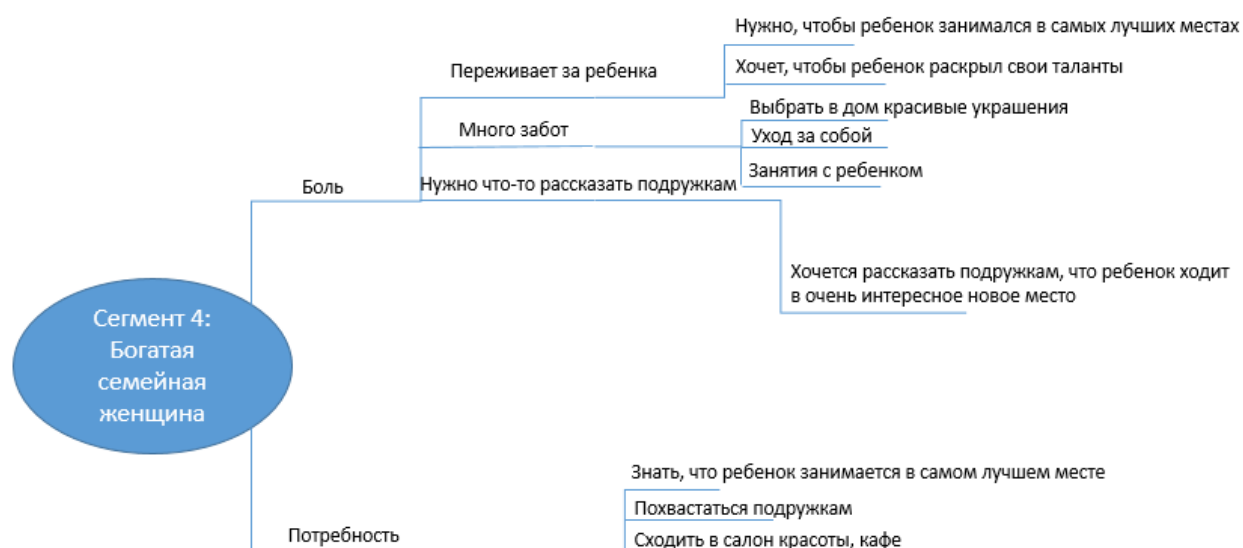 Нужно, чтобы ребенок занимался в самых лучших местах
Переживает за ребенка
Хочет, чтобы ребенок раскрыл свои таланты
Выбрать в дом красивые украшения
Много забот
Уход за собой
Занятия с ребенком
Боль
Нужно что-то рассказать подружкам
Хочется рассказать подружкам, что ребенок ходит
в очень интересное новое место
Сегмент 4:
Богатая
семейная
женщина
Знать, что ребенок занимается в самом лучшем месте
Похвастаться подружкам
Потребность
Сходить в салон красоты, кафе